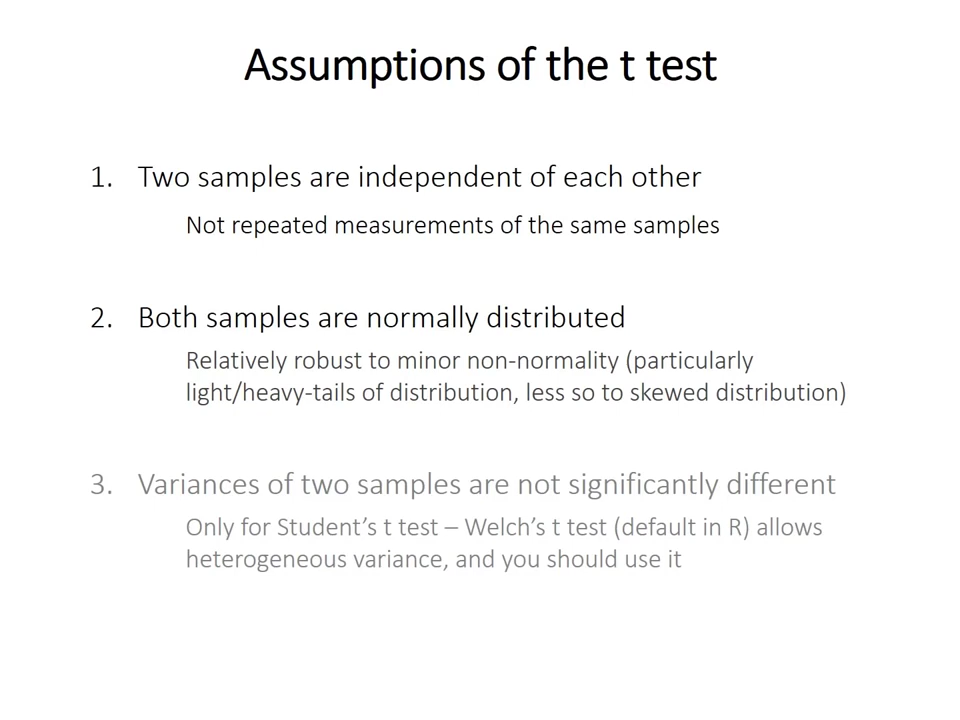 Assumptions of the t test
1. Two samples are independent of each other
Not repeated measurements of the same samples
2. Both samples are normally distributed
Relatively robust to minor non-normality (particularly
light/heavy-tails of distribution, less so to skewed distribution)
3. Variances of two samples are not significantly different
Only for Student’s t test – Welch’s t test (default in R) allows
heterogeneous variance, and you should use it